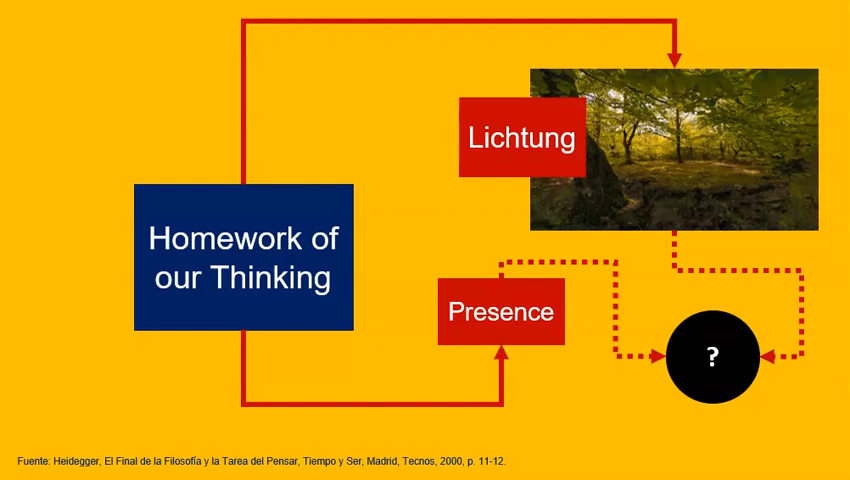 Lichtung
Homework of
our Thinking
Presence
?
Fuente: Heidegger, El Final de la Filosofía y la Tarea del Pensar, Tiempo y Ser, Madrid, Tecnos, 2000, p. 11-12.